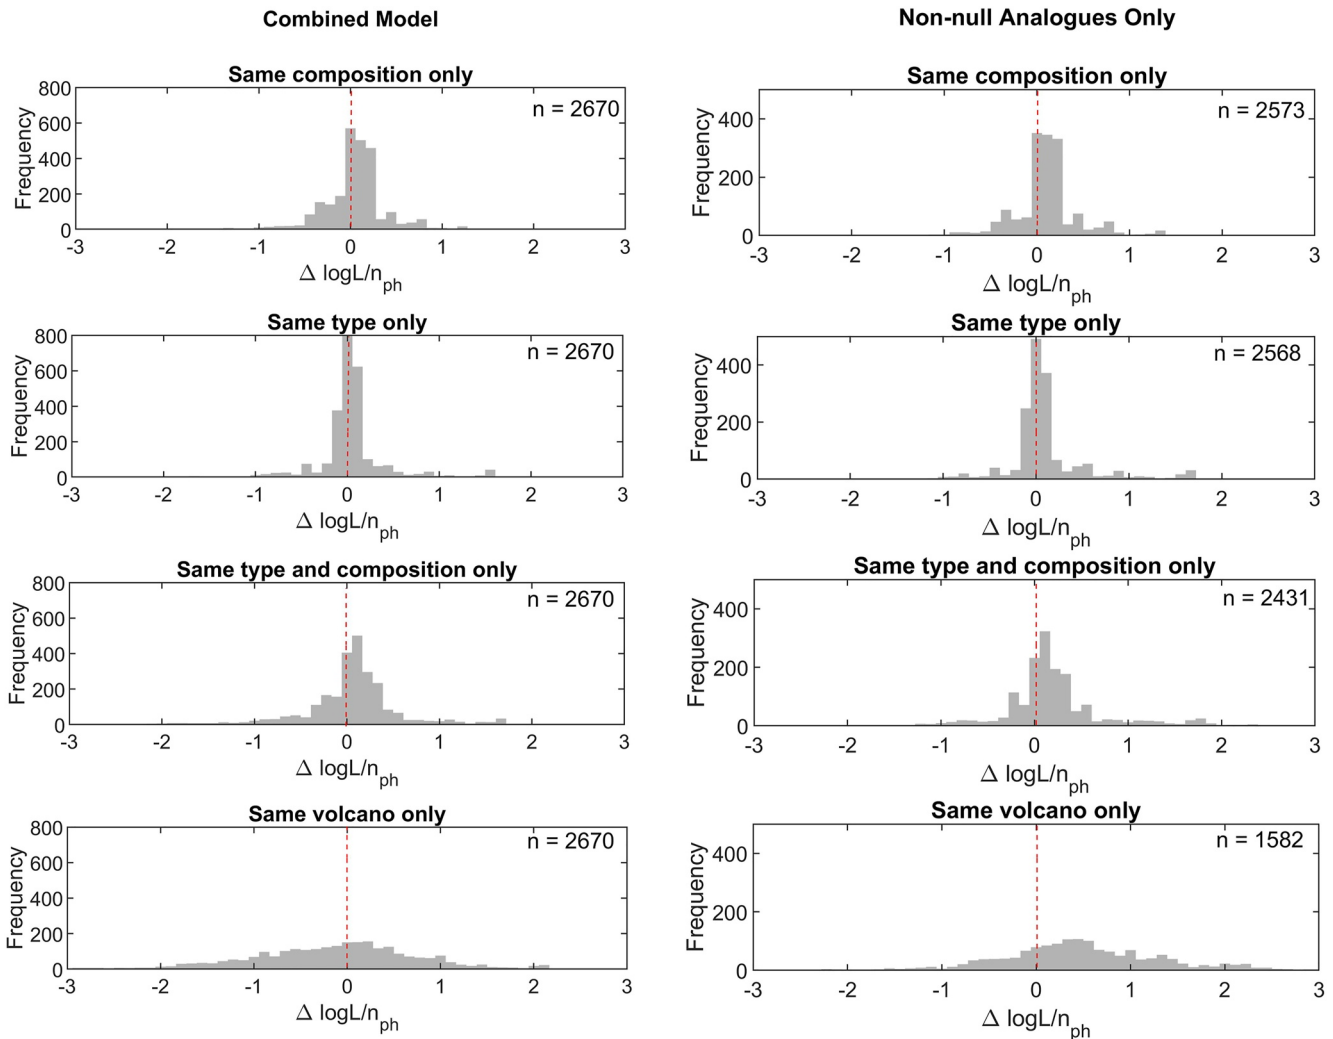 Combined Model
Non-null Analogues Only
Same composition only
800
600
400
200
0
Frequency
n = 2670
-3 -2 -1 0 1 2 3
Δ logL/nph
Same composition only
400
200
0
Frequency
n = 2573
-3 -2 -1 0 1 2 3
Δ logL/nph
Same type only
800
600
400
200
0
Frequency
n = 2670
-3 -2 -1 0 1 2 3
Δ logL/nph
Same type only
400
200
0
Frequency
n = 2568
-3 -2 -1 0 1 2 3
Δ logL/nph
Same type and composition only
800
600
400
200
0
Frequency
n = 2670
-3 -2 -1 0 1 2 3
Δ logL/nph
Same type and composition only
400
200
0
Frequency
n = 2431
-3 -2 -1 0 1 2 3
Δ logL/nph
Same volcano only
800
600
400
200
0
Frequency
n = 2670
-3 -2 -1 0 1 2 3
Δ logL/nph
Same volcano only
400
200
0
Frequency
n = 1582
-3 -2 -1 0 1 2 3
Δ logL/nph